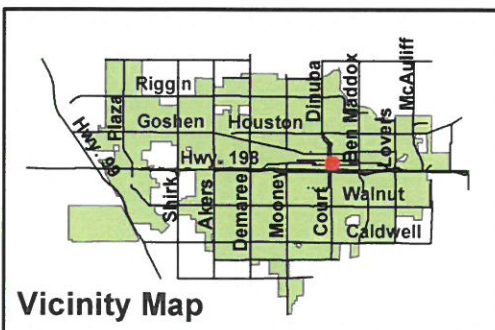 Riggin
Plaza
Dinuba
Ben Maddox
McAuliff
Goshen
Houston
Lovers
Hwy. 99
Hwy. 198
Shirk
Akers
Demaree
Mooney
Court
Walnut
Caldwell
Vicinity Map